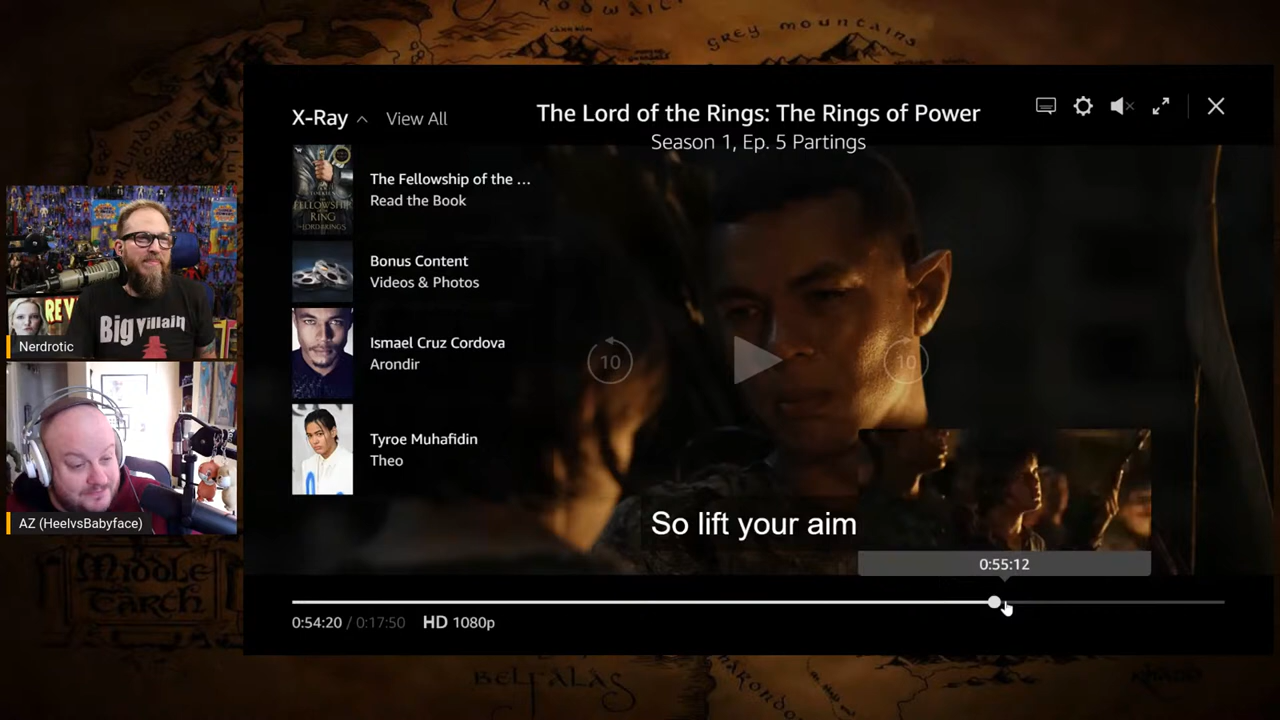 GREY MOUNTAINS
X-Ray View All
The Lord of the Rings: The Rings of Power
Season 1, Ep. 5 Partings
The Fellowship of the ...
Read the Book
FELLOWSHIP
RING
Bonus Content
Videos & Photos
REV
Big Villain
Nerdrotic
Ismael Cruz Cordova
Arondir
10
10
Tyroe Muhafidin
Theo
AZ (HeelvsBabyface)
So lift your aim
0:55:12
MIDDLE
EARTH
0:54:20 / 0:17:50 HD 1080p
BELFALAS